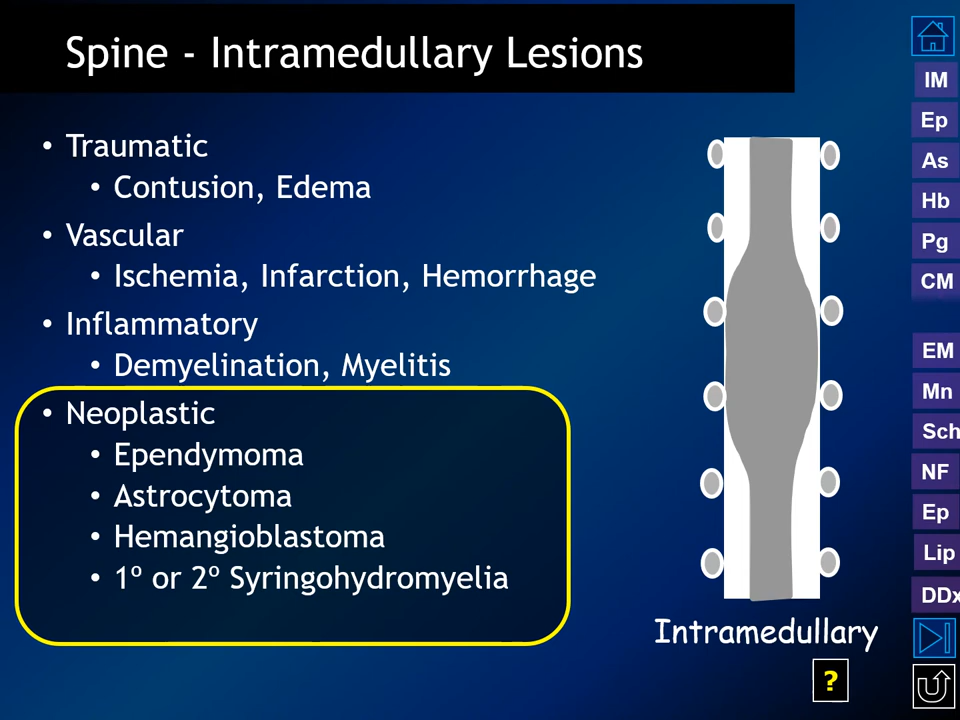 Spine - Intramedullary Lesions
• Traumatic
• Contusion, Edema
• Vascular
• Ischemia, Infarction, Hemorrhage
• Inflammatory
• Demyelination, Myelitis
• Neoplastic
• Ependymoma
• Astrocytoma
• Hemangioblastoma
• 1º or 2º Syringohydromyelia
Intramedullary
?
IM
Ep
As
Hb
Pg
CM
EM
Mn
Sch
NF
Ep
Lip
DDx